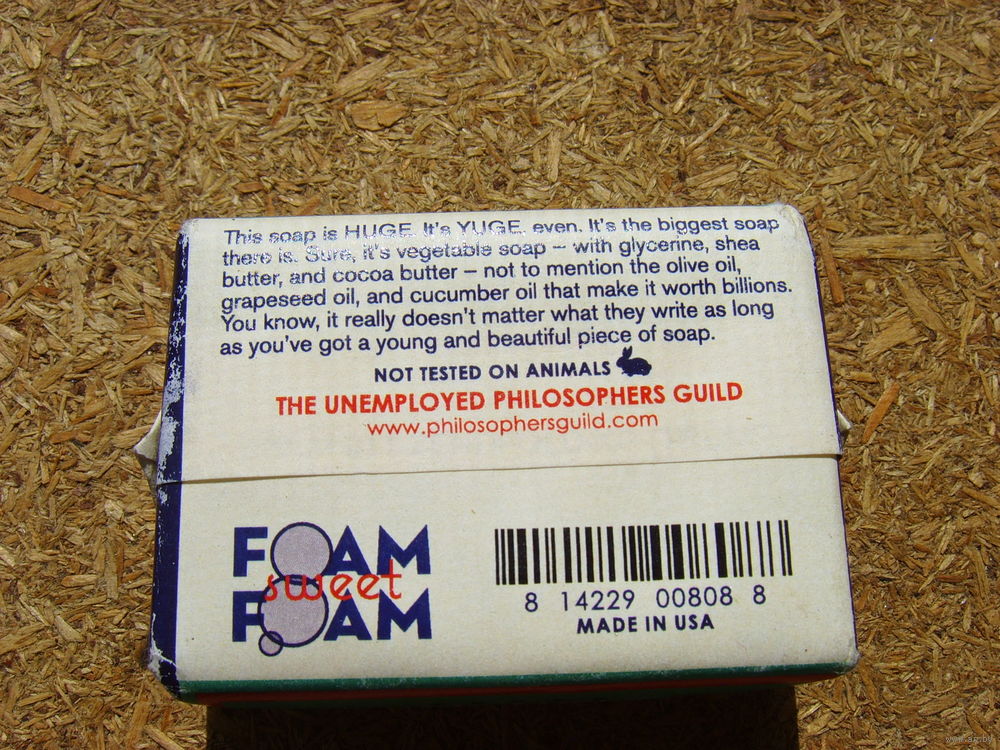 This soap is HUGE. It's YUGE, even. It's the biggest soap
there is. Sure, it's vegetable soap – with glycerine, shea
butter, and cocoa butter – not to mention the olive oil,
grapeseed oil, and cucumber oil that make it worth billions.
You know, it really doesn't matter what they write as long
as you've got a young and beautiful piece of soap.
NOT TESTED ON ANIMALS
THE UNEMPLOYED PHILOSOPHERS GUILD
www.philosophersguild.com
FOAM
sweet
FOAM
8 14229 00808 8
MADE IN USA